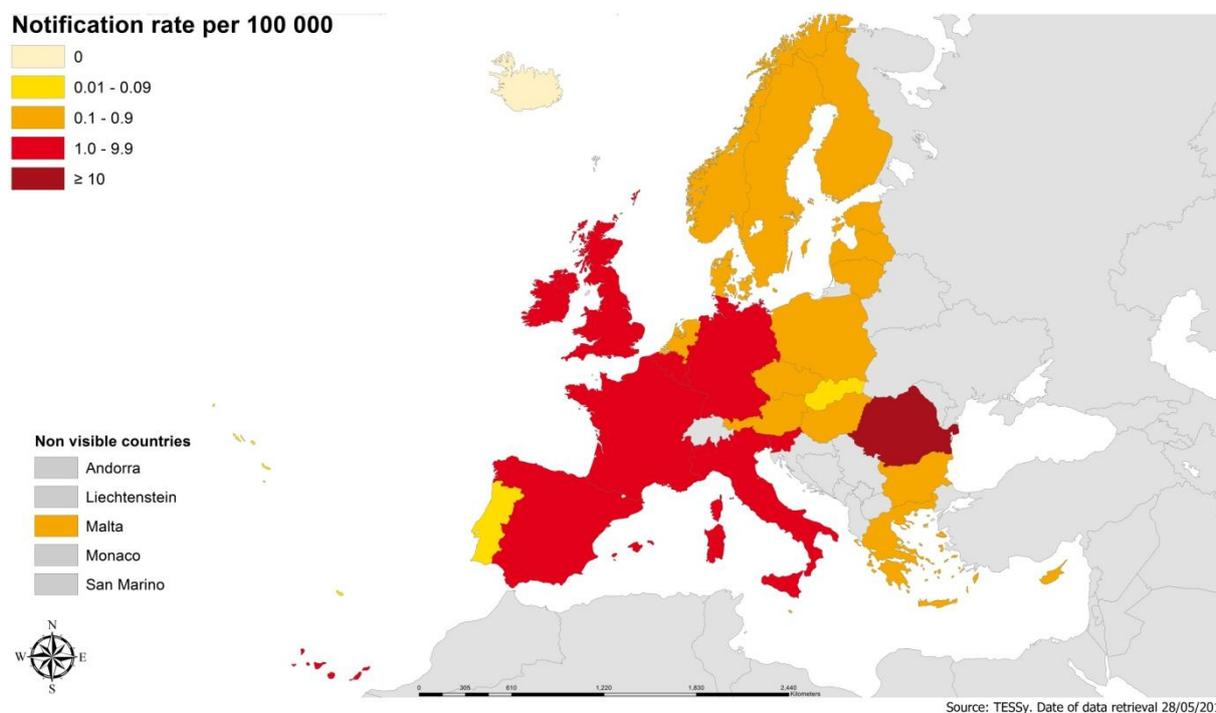 Notification rate per 100 000
0
0.01 - 0.09
0.1 - 0.9
1.0 - 9.9
≥ 10
Non visible countries
Andorra
Liechtenstein
Malta
Monaco
San Marino
N
W E
S
0 305 610 1,220 1,830 2,440
Kilometers
Source: TESSy. Date of data retrieval 28/05/201